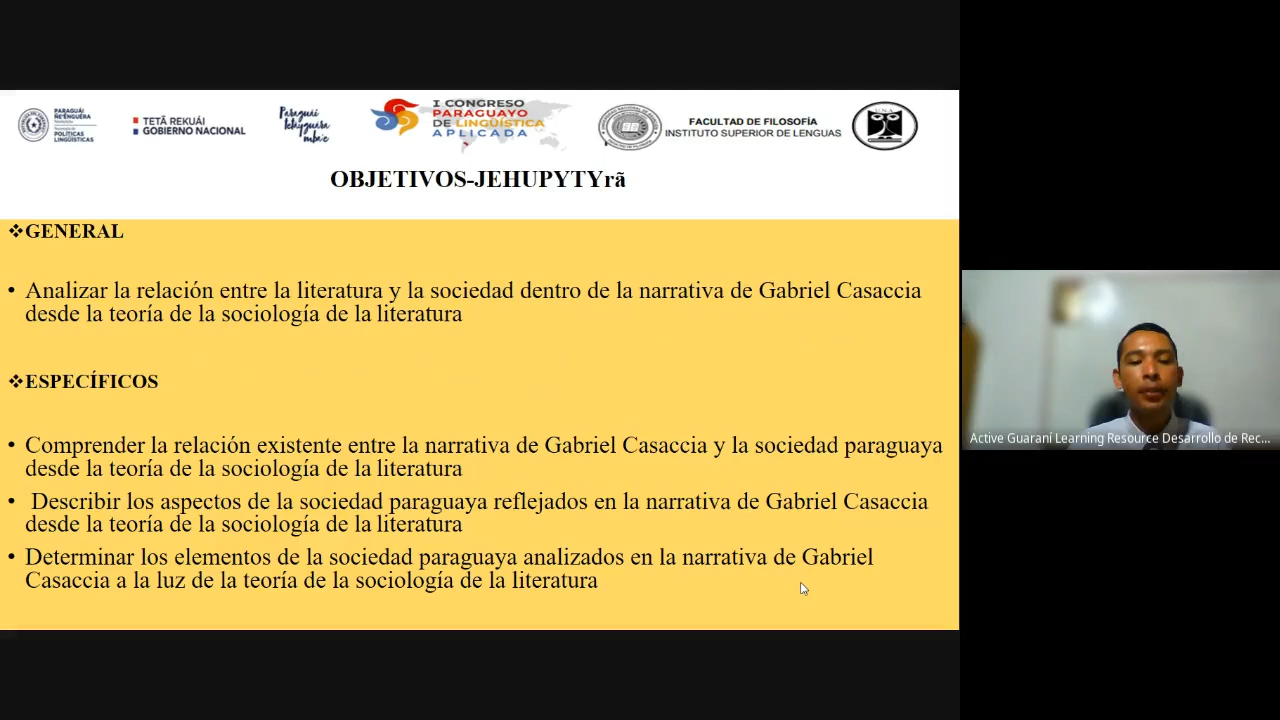 PARAGUÁI
ÑE'ẼNGUÉRA
POLÍTICAS
LINGÜÍSTICAS
TETÃ REKUÁI
GOBIERNO NACIONAL
Paraguái
mba'e
I CONGRESO
PARAGUAYO
DE LINGÜÍSTICA
APLICADA
FACULTAD DE FILOSOFÍA
INSTITUTO SUPERIOR DE LENGUAS
UNA
OBJETIVOS-JEHUPYTYrã
❖GENERAL
• Analizar la relación entre la literatura y la sociedad dentro de la narrativa de Gabriel Casaccia
desde la teoría de la sociología de la literatura
❖ESPECÍFICOS
• Comprender la relación existente entre la narrativa de Gabriel Casaccia y la sociedad paraguaya
desde la teoría de la sociología de la literatura
• Describir los aspectos de la sociedad paraguaya reflejados en la narrativa de Gabriel Casaccia
desde la teoría de la sociología de la literatura
• Determinar los elementos de la sociedad paraguaya analizados en la narrativa de Gabriel
Casaccia a la luz de la teoría de la sociología de la literatura
Active Guaraní Learning Resource Desarrollo de Rec...